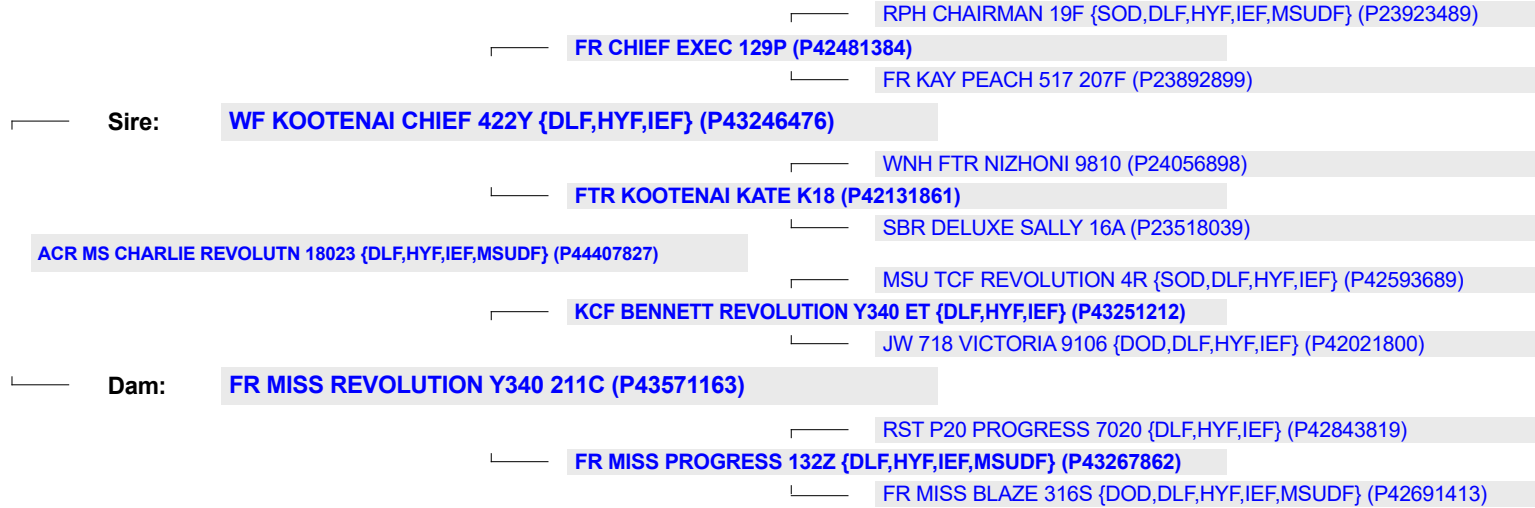 RPH CHAIRMAN 19F {SOD,DLF,HYF,IEF,MSUDF} (P23923489)
FR CHIEF EXEC 129P (P42481384)
FR KAY PEACH 517 207F (P23892899)
Sire: WF KOOTENAI CHIEF 422Y {DLF,HYF,IEF} (P43246476)
WNH FTR NIZHONI 9810 (P24056898)
FTR KOOTENAI KATE K18 (P42131861)
SBR DELUXE SALLY 16A (P23518039)
ACR MS CHARLIE REVOLUTN 18023 {DLF,HYF,IEF,MSUDF} (P44407827)
MSU TCF REVOLUTION 4R {SOD,DLF,HYF,IEF} (P42593689)
KCF BENNETT REVOLUTION Y340 ET {DLF,HYF,IEF} (P43251212)
JW 718 VICTORIA 9106 {DOD,DLF,HYF,IEF} (P42021800)
Dam: FR MISS REVOLUTION Y340 211C (P43571163)
RST P20 PROGRESS 7020 {DLF,HYF,IEF} (P42843819)
FR MISS PROGRESS 132Z {DLF,HYF,IEF,MSUDF} (P43267862)
FR MISS BLAZE 316S {DOD,DLF,HYF,IEF,MSUDF} (P42691413)